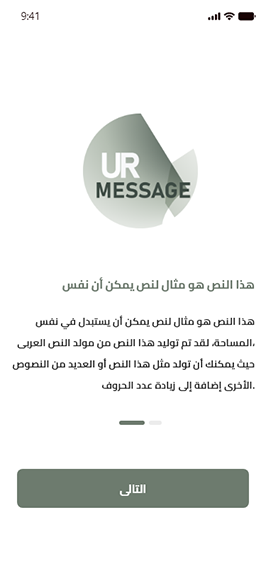 9:41
UR
MESSAGE
هذا النص هو مثال لنص يمكن أن نفس
هذا النص هو مثال لنص يمكن أن يستبدل في نفس
،المساحة، لقد تم توليد هذا النص من مولد النص العربى
حيث يمكنك أن تولد مثل هذا النص أو العديد من النصوص
.الأخرى إضافة إلى زيادة عدد الحروف
التالى